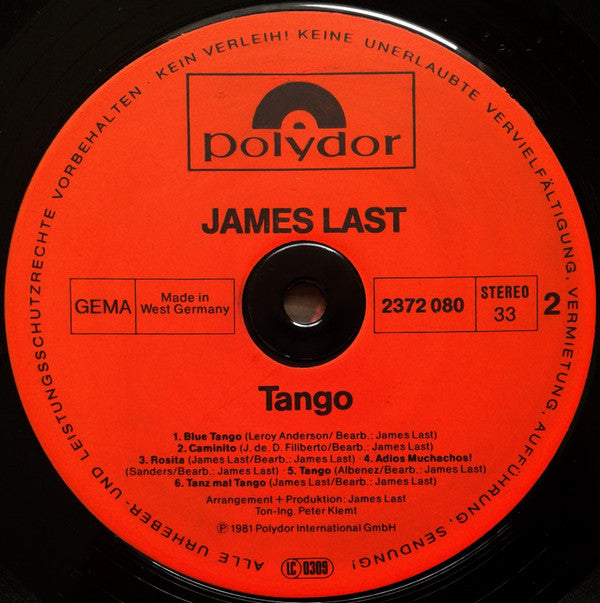 ALLE URHEBER- UND LEISTUNGSSCHUTZRECHTE VORBEHALTEN · KEIN VERLEIH! KEINE UNERLAUBTE VERVIELFÄLTIGUNG, VERMIETUNG, AUFFÜHRUNG, SENDUNG!
polydor
JAMES LAST
GEMA
Made in
West Germany
2372 080
STEREO
33
2
Tango
1. Blue Tango (Leroy Anderson/Bearb.: James Last)
2. Caminito (J. de. D. Filiberto/Bearb.: James Last)
3. Rosita (James Last/Bearb.: James Last) · 4. Adios Muchachos!
(Sanders/Bearb.: James Last) · 5. Tango (Albenez/Bearb.: James Last)
6. Tanz mal Tango (James Last/Bearb.: James Last)
Arrangement + Produktion: James Last
Ton-Ing. Peter Klemt
Ⓟ 1981 Polydor International GmbH
LC 0309